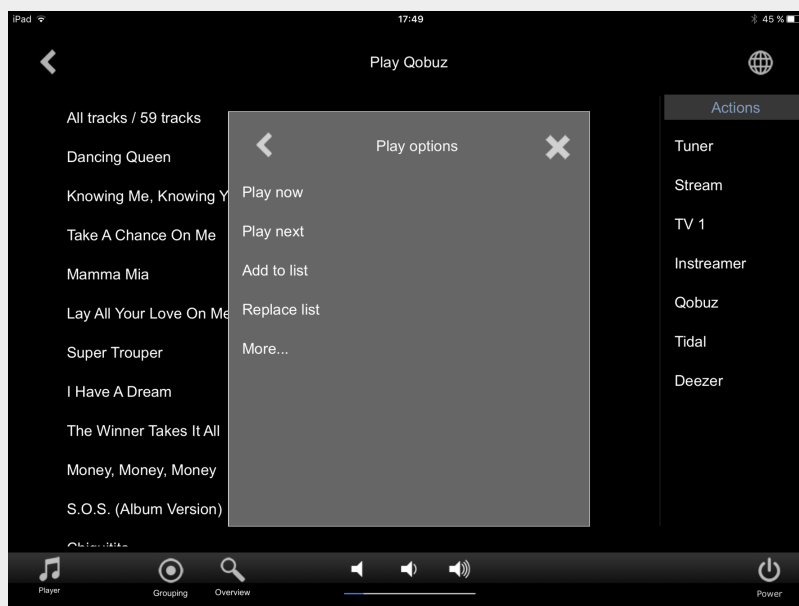 iPad 17:49 45 %
Play Qobuz
All tracks / 59 tracks
Dancing Queen
Knowing Me, Knowing Y
Take A Chance On Me
Mamma Mia
Lay All Your Love On Me
Super Trouper
I Have A Dream
The Winner Takes It All
Money, Money, Money
S.O.S. (Album Version)
Play options
Play now
Play next
Add to list
Replace list
More...
Actions
Tuner
Stream
TV 1
Instreamer
Qobuz
Tidal
Deezer
Player
Grouping
Overview
Power